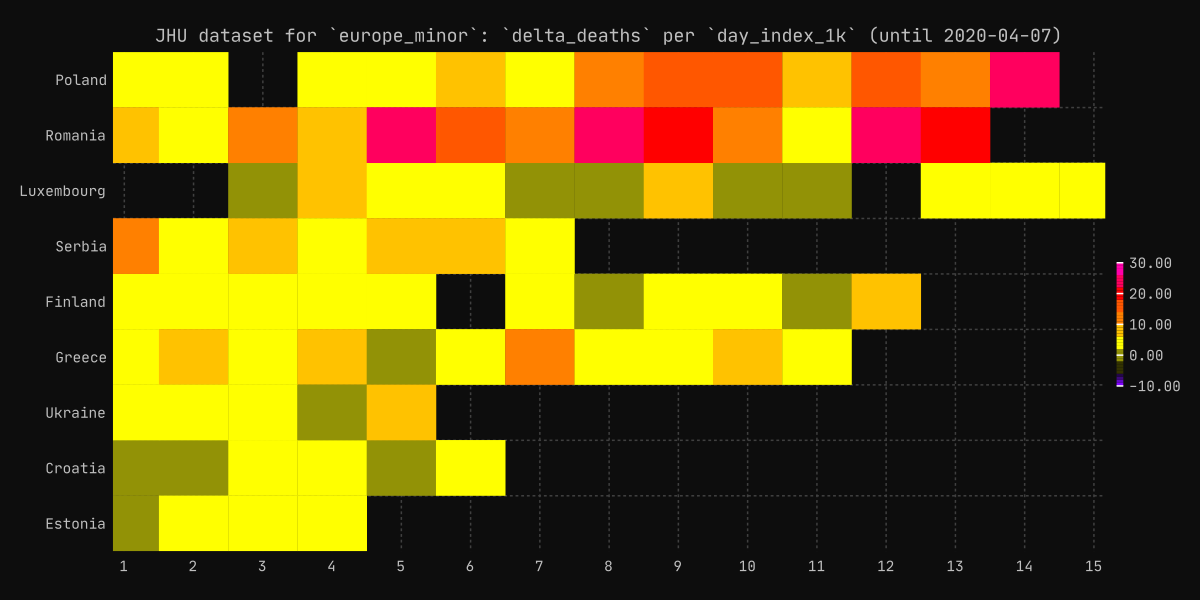 JHU dataset for `europe_minor`: `delta_deaths` per `day_index_1k` (until 2020-04-07)
Poland
Romania
Luxembourg
Serbia
Finland
Greece
Ukraine
Croatia
Estonia
30.00
20.00
10.00
0.00
-10.00
1 2 3 4 5 6 7 8 9 10 11 12 13 14 15